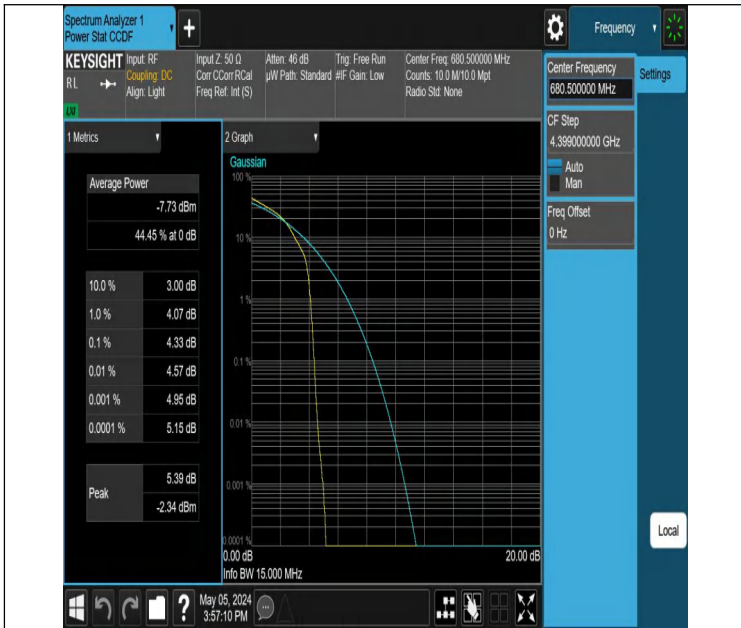 Spectrum Analyzer 1
Power Stat CCDF
+
Frequency
KEYSIGHT
RL
LXI
Input: RF
Coupling: DC
Align: Light
Input Z: 50 Ω
Corr CCorr RCal
Freq Ref: Int (S)
Atten: 46 dB
µW Path: Standard
Trig: Free Run
#IF Gain: Low
Center Freq: 680.500000 MHz
Counts: 10.0 M/10.0 Mpt
Radio Std: None
Center Frequency
680.500000 MHz
Settings
CF Step
4.399000000 GHz
Auto
Man
Freq Offset
0 Hz
Local
1 Metrics
Average Power
-7.73 dBm
44.45 % at 0 dB
10.0 % 3.00 dB
1.0 % 4.07 dB
0.1 % 4.33 dB
0.01 % 4.57 dB
0.001 % 4.95 dB
0.0001 % 5.15 dB
Peak
5.39 dB
-2.34 dBm
2 Graph
Gaussian
100 %
10 %
1 %
0.1 %
0.01 %
0.001 %
0.0001 %
0.00 dB 20.00 dB
Info BW 15.000 MHz
?
May 05, 2024
3:57:10 PM